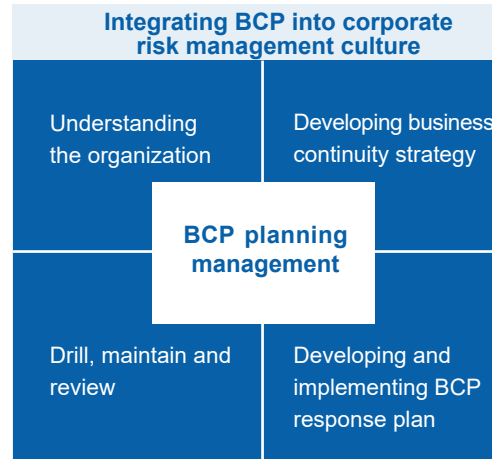 Integrating BCP into corporate
risk management culture
Understanding
the organization
Developing business
continuity strategy
BCP planning
management
Drill, maintain and
review
Developing and
implementing BCP
response plan